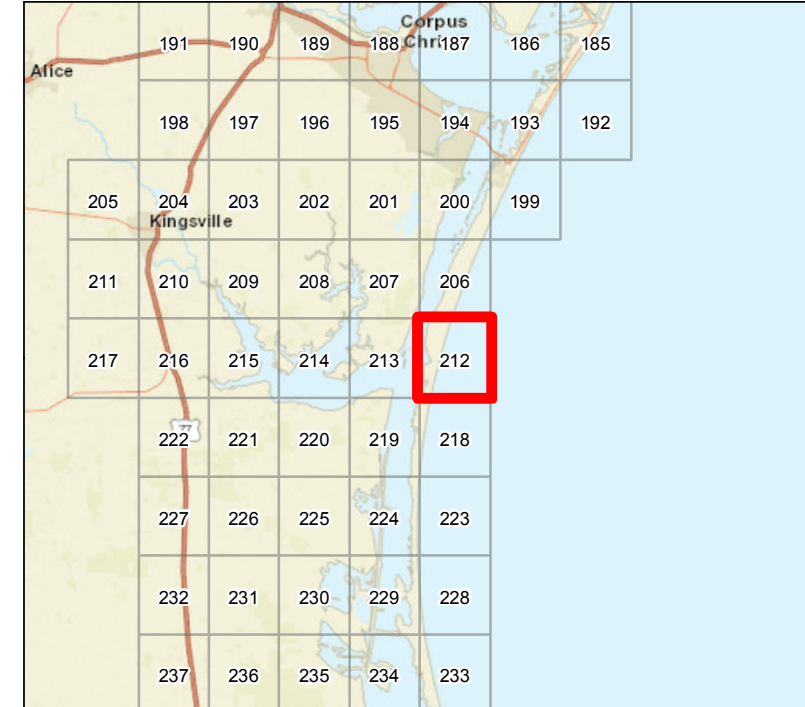 Corpus
Christi
191 190 189 188 187 186 185
Alice
198 197 196 195 194 193 192
205 204 203 202 201 200 199
Kingsville
211 210 209 208 207 206
217 216 215 214 213 212
77
222 221 220 219 218
227 226 225 224 223
232 231 230 229 228
237 236 235 234 233